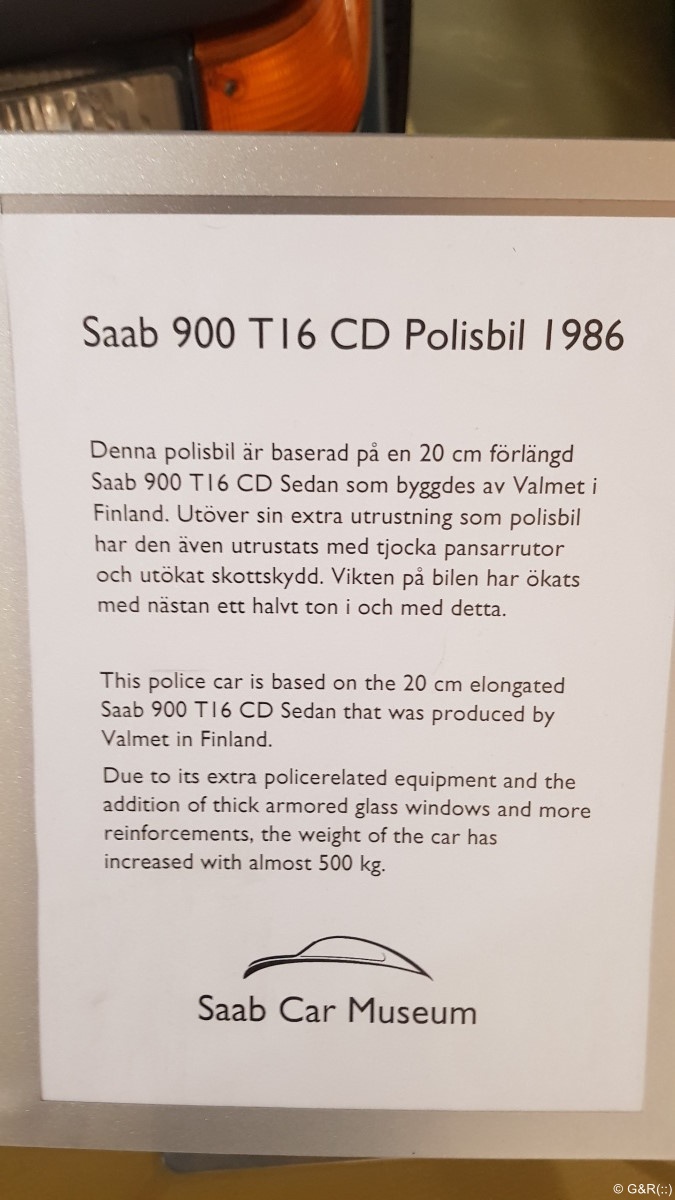 Saab 900 T16 CD Polisbil 1986
Denna polisbil är baserad på en 20 cm förlängd
Saab 900 T16 CD Sedan som byggdes av Valmet i
Finland. Utöver sin extra utrustning som polisbil
har den även utrustats med tjocka pansarrutor
och utökat skottskydd. Vikten på bilen har ökats
med nästan ett halvt ton i och med detta.
This police car is based on the 20 cm elongated
Saab 900 T16 CD Sedan that was produced by
Valmet in Finland.
Due to its extra policerelated equipment and the
addition of thick armored glass windows and more
reinforcements, the weight of the car has
increased with almost 500 kg.
Saab Car Museum
© G&R(::)